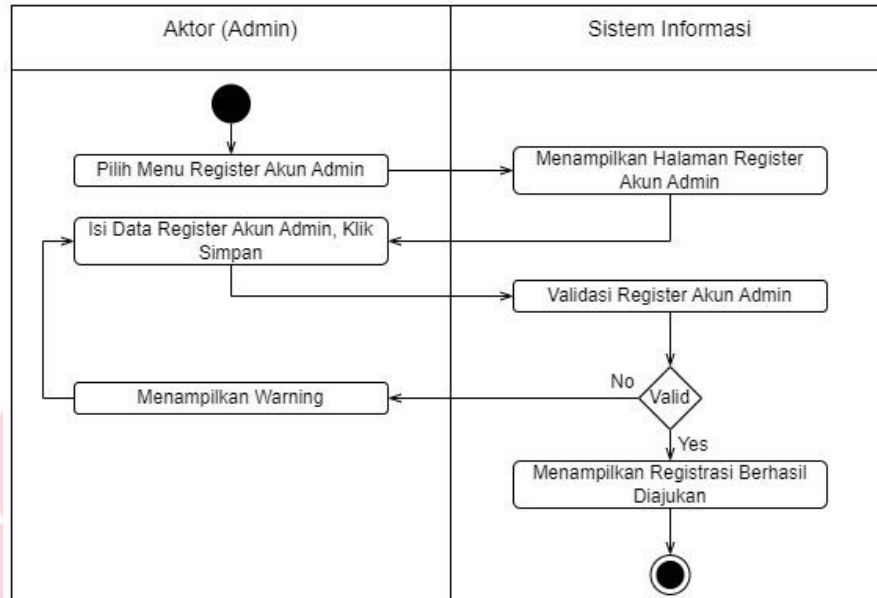 Aktor (Admin)
Sistem Informasi
Pilih Menu Register Akun Admin
Menampilkan Halaman Register
Akun Admin
Isi Data Register Akun Admin, Klik
Simpan
Validasi Register Akun Admin
Menampilkan Warning
No
Valid
Yes
Menampilkan Registrasi Berhasil
Diajukan